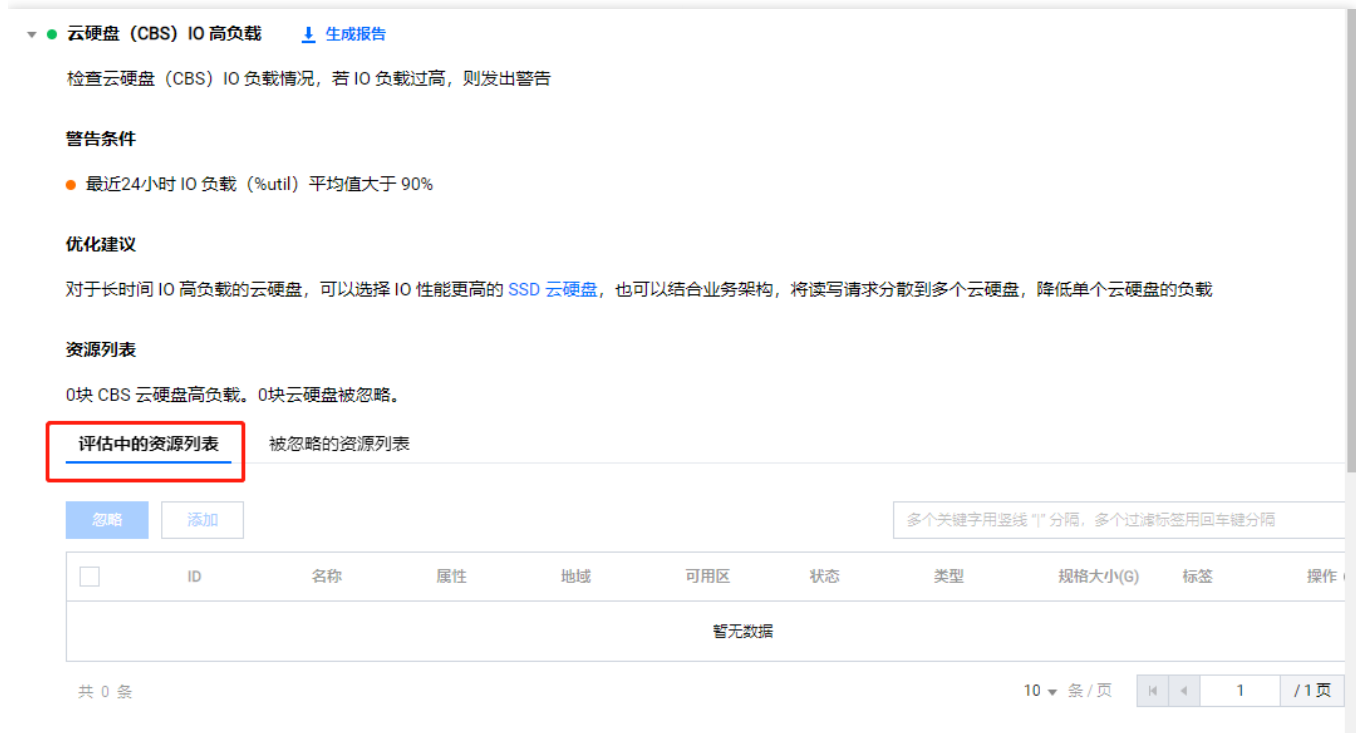 云硬盘（CBS）IO 高负载 生成报告
检查云硬盘（CBS）IO 负载情况，若 IO 负载过高，则发出警告
警告条件
最近24小时 IO 负载（%util）平均值大于 90%
优化建议
对于长时间 IO 高负载的云硬盘，可以选择 IO 性能更高的 SSD 云硬盘，也可以结合业务架构，将读写请求分散到多个云硬盘，降低单个云硬盘的负载
资源列表
0块 CBS 云硬盘高负载。0块云硬盘被忽略。
评估中的资源列表 被忽略的资源列表
忽略 添加 多个关键字用竖线 "|" 分隔，多个过滤标签用回车键分隔
ID 名称 属性 地域 可用区 状态 类型 规格大小(G) 标签 操作
暂无数据
共 0 条 10 条 / 页 1 / 1 页